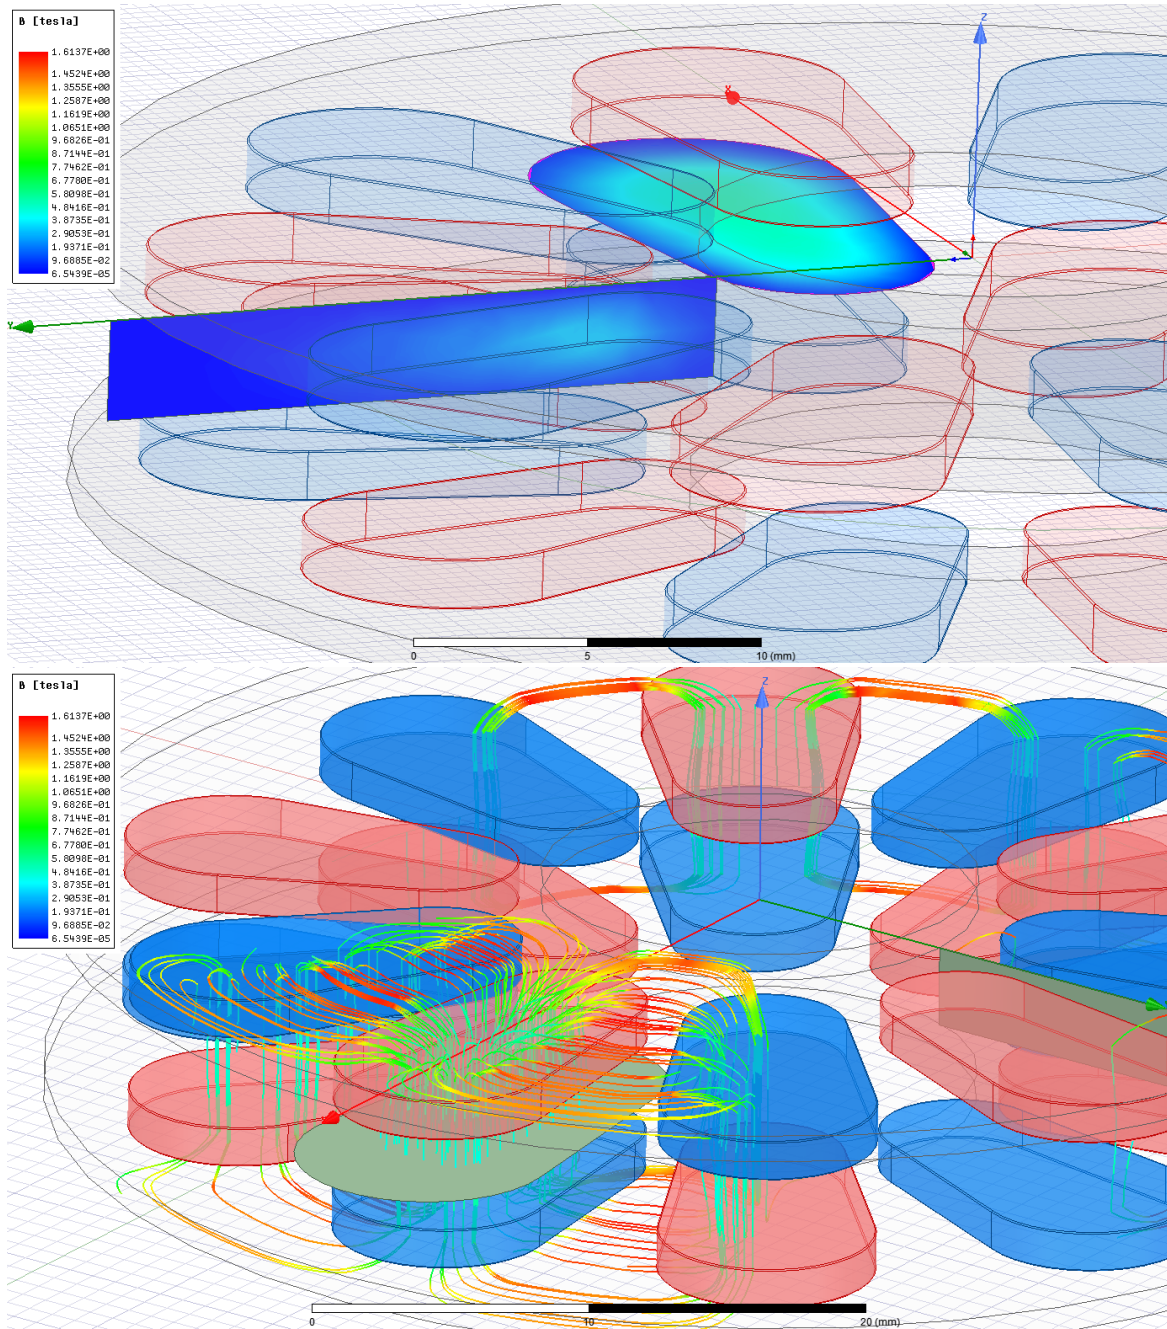 B [tesla]
1.6137E+00
1.4524E+00
1.3555E+00
1.2587E+00
1.1619E+00
1.0651E+00
9.6826E-01
8.7144E-01
7.7462E-01
6.7780E-01
5.8098E-01
4.8416E-01
3.8735E-01
2.9053E-01
1.9371E-01
9.6885E-02
6.5439E-05
Z
X
Y
0 5 10 (mm)
B [tesla]
1.6137E+00
1.4524E+00
1.3555E+00
1.2587E+00
1.1619E+00
1.0651E+00
9.6826E-01
8.7144E-01
7.7462E-01
6.7780E-01
5.8098E-01
4.8416E-01
3.8735E-01
2.9053E-01
1.9371E-01
9.6885E-02
6.5439E-05
Z
0 10 20 (mm)